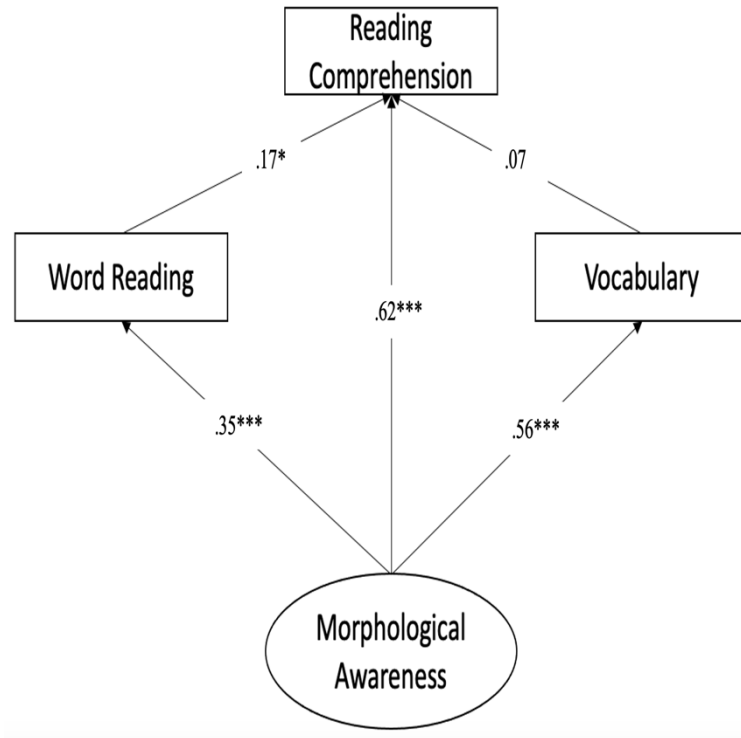 Reading
Comprehension
.17*
.07
Word Reading
Vocabulary
.62***
.35***
.56***
Morphological
Awareness